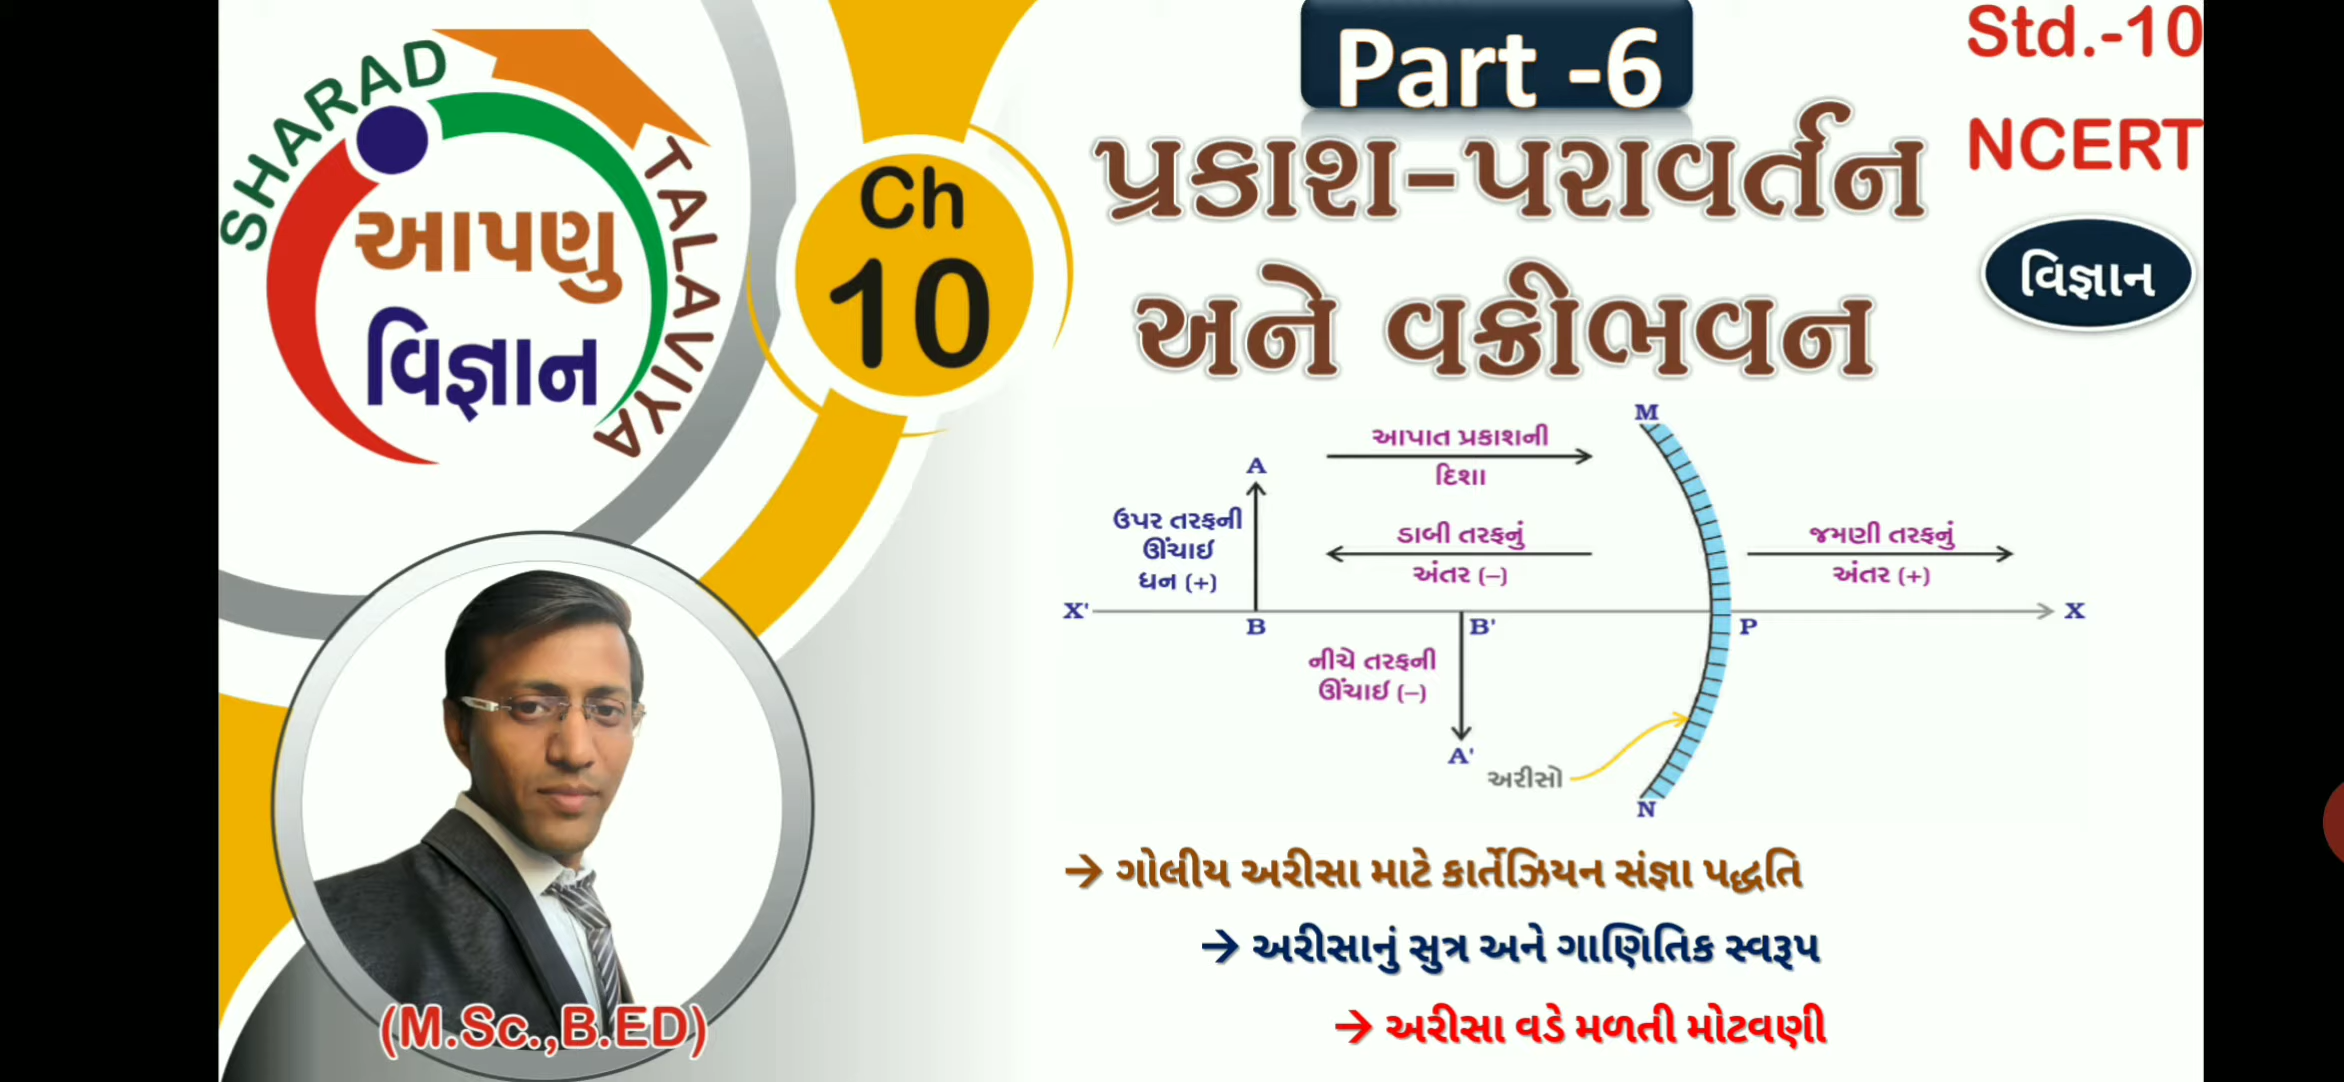 SHARAD TALAVIYA
આપણુ
વિજ્ઞાન
Ch
10
Part -6
પ્રકાશ-પરાવર્તન
અને વક્રીભવન
Std.-10
NCERT
વિજ્ઞાન
M
આપાત પ્રકાશની
દિશા
A
ઉપર તરફની
ઊંચાઈ
ધન (+)
ડાબી તરફનું
અંતર (–)
જમણી તરફનું
અંતર (+)
X'
B
B'
P
X
નીચે તરફની
ઊંચાઈ (–)
A'
અરીસો
N
→ ગોલીય અરીસા માટે કાર્તેઝિયન સંજ્ઞા પદ્ધતિ
→ અરીસાનું સુત્ર અને ગાણિતિક સ્વરૂપ
→ અરીસા વડે મળતી મોટવણી
(M.Sc.,B.ED)